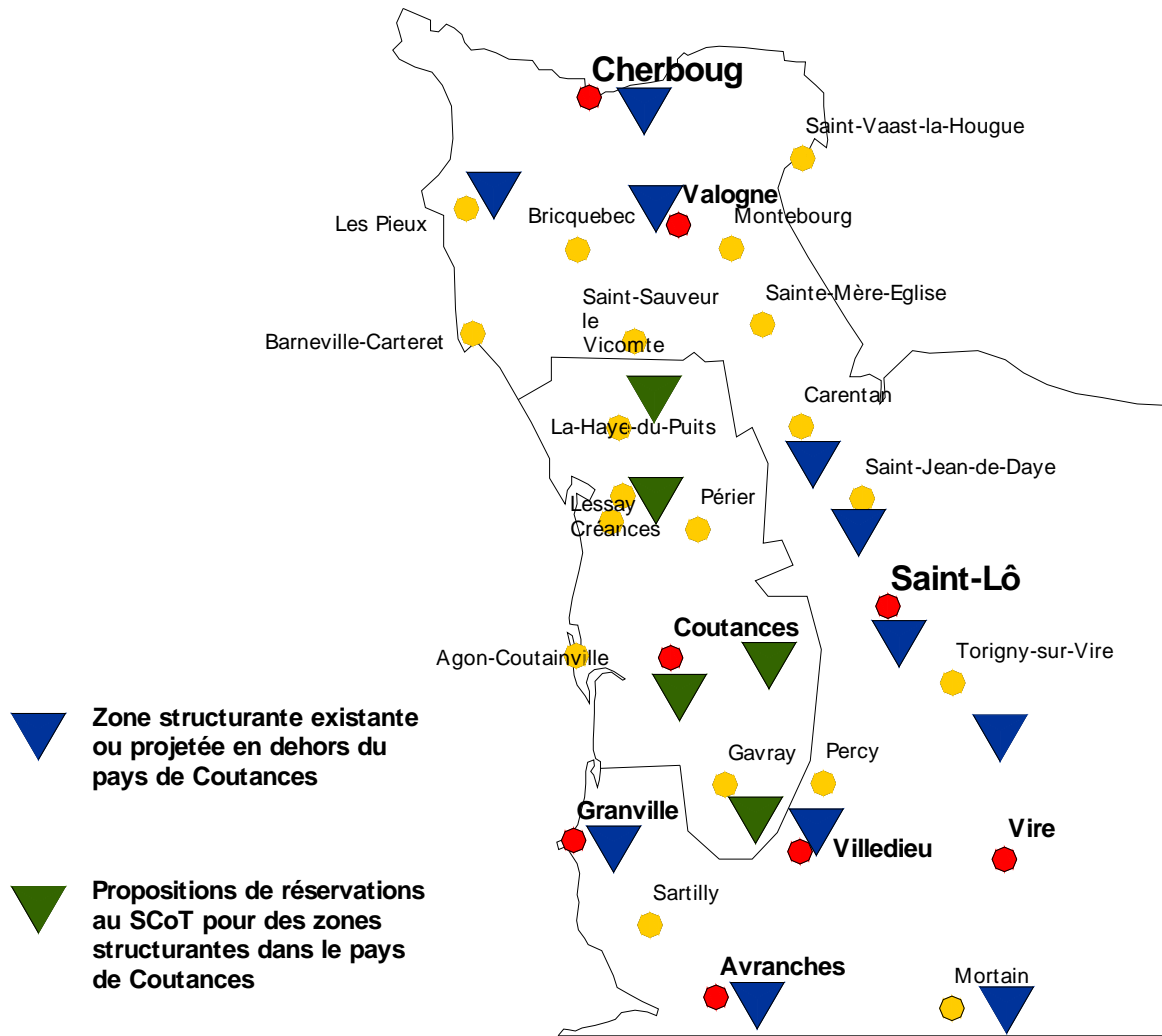 Cherboug
Saint-Vaast-la-Hougue
Valogne
Les Pieux
Bricquebec
Montebourg
Saint-Sauveur
le
Vicomte
Sainte-Mère-Eglise
Barneville-Carteret
Carentan
La-Haye-du-Puits
Saint-Jean-de-Daye
Lessay
Périer
Créances
Saint-Lô
Coutances
Agon-Coutainville
Torigny-sur-Vire
Zone structurante existante
ou projetée en dehors du
pays de Coutances
Gavray
Percy
Granville
Villedieu
Vire
Propositions de réservations
au SCoT pour des zones
structurantes dans le pays
de Coutances
Sartilly
Avranches
Mortain